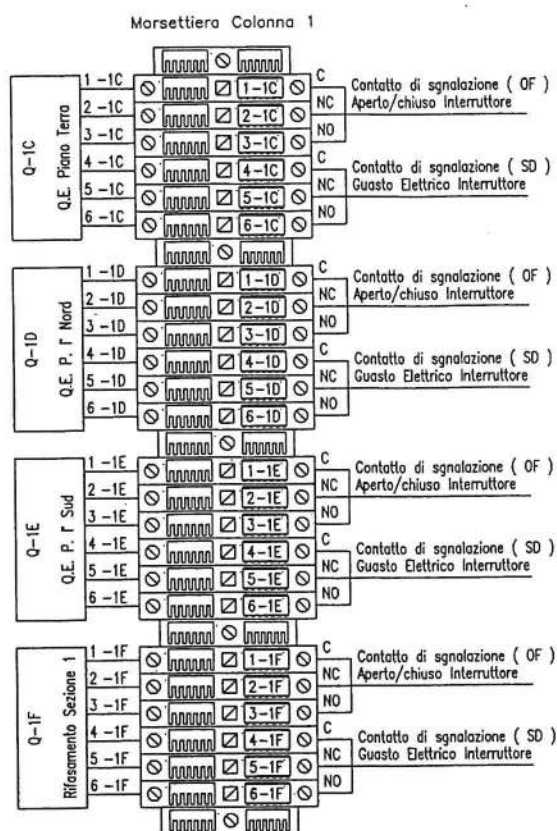 Morsettiera Colonna 1
Q-1C
Q.E. Piano Terra
1 -1C
2 -1C
3 -1C
4 -1C
5 -1C
6 -1C
1-1C
2-1C
3-1C
4-1C
5-1C
6-1C
C
NC
NO
C
NC
NO
Contatto di sgnalazione ( OF )
Aperto/chiuso Interruttore
Contatto di sgnalazione ( SD )
Guasto Elettrico Interruttore
Q-1D
Q.E. P. 1° Nord
1 -1D
2 -1D
3 -1D
4 -1D
5 -1D
6 -1D
1-1D
2-1D
3-1D
4-1D
5-1D
6-1D
C
NC
NO
C
NC
NO
Contatto di sgnalazione ( OF )
Aperto/chiuso Interruttore
Contatto di sgnalazione ( SD )
Guasto Elettrico Interruttore
Q-1E
Q.E. P. 1° Sud
1 -1E
2 -1E
3 -1E
4 -1E
5 -1E
6 -1E
1-1E
2-1E
3-1E
4-1E
5-1E
6-1E
C
NC
NO
C
NC
NO
Contatto di sgnalazione ( OF )
Aperto/chiuso Interruttore
Contatto di sgnalazione ( SD )
Guasto Elettrico Interruttore
Q-1F
Rifasamento Sezione 1
1 -1F
2 -1F
3 -1F
4 -1F
5 -1F
6 -1F
1-1F
2-1F
3-1F
4-1F
5-1F
6-1F
C
NC
NO
C
NC
NO
Contatto di sgnalazione ( OF )
Aperto/chiuso Interruttore
Contatto di sgnalazione ( SD )
Guasto Elettrico Interruttore